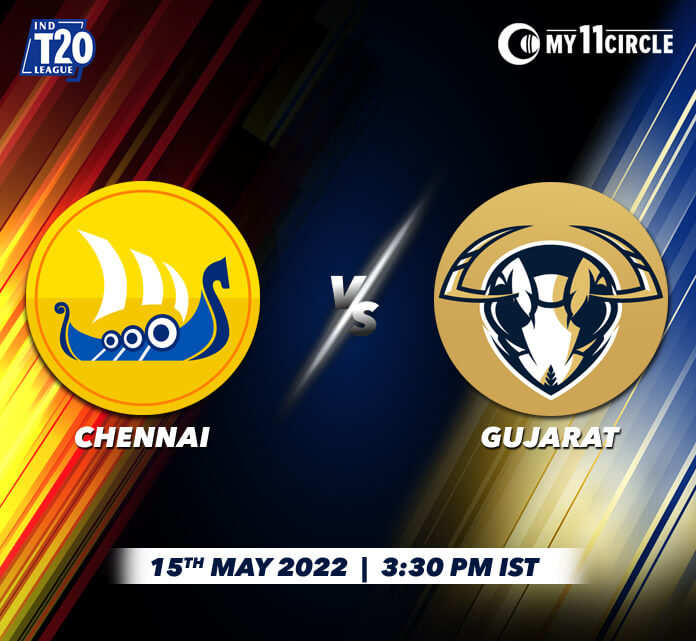 IND
T20
LEAGUE
MY11CIRCLE
VS
CHENNAI
GUJARAT
15TH MAY 2022 | 3:30 PM IST